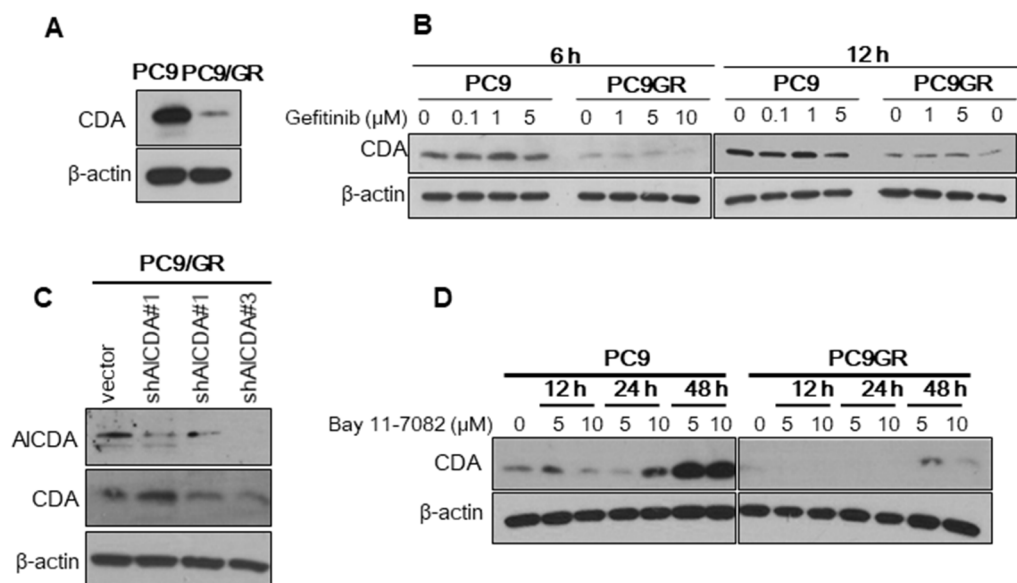 A
PC9 PC9/GR
CDA
β-actin
B
6 h 12 h
PC9 PC9GR PC9 PC9GR
Gefitinib (μM) 0 0.1 1 5 0 1 5 10 0 0.1 1 5 0 1 5 0
CDA
β-actin
C
PC9/GR
vector shAICDA#1 shAICDA#1 shAICDA#3
AICDA
CDA
β-actin
D
PC9 PC9GR
12 h 24 h 48 h 12 h 24 h 48 h
Bay 11-7082 (μM) 0 5 10 5 10 5 10 0 5 10 5 10 5 10
CDA
β-actin